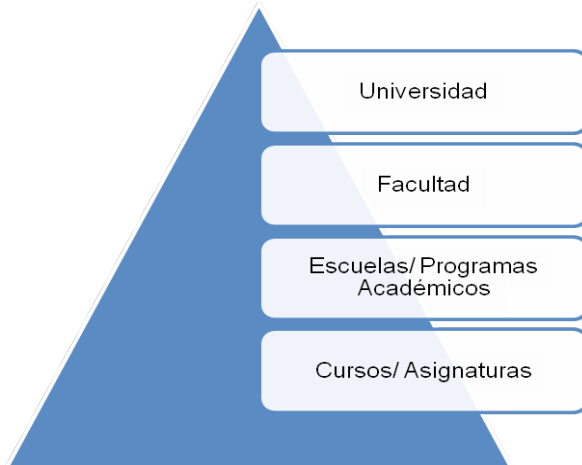 Universidad
Facultad
Escuelas/ Programas
Académicos
Cursos/ Asignaturas